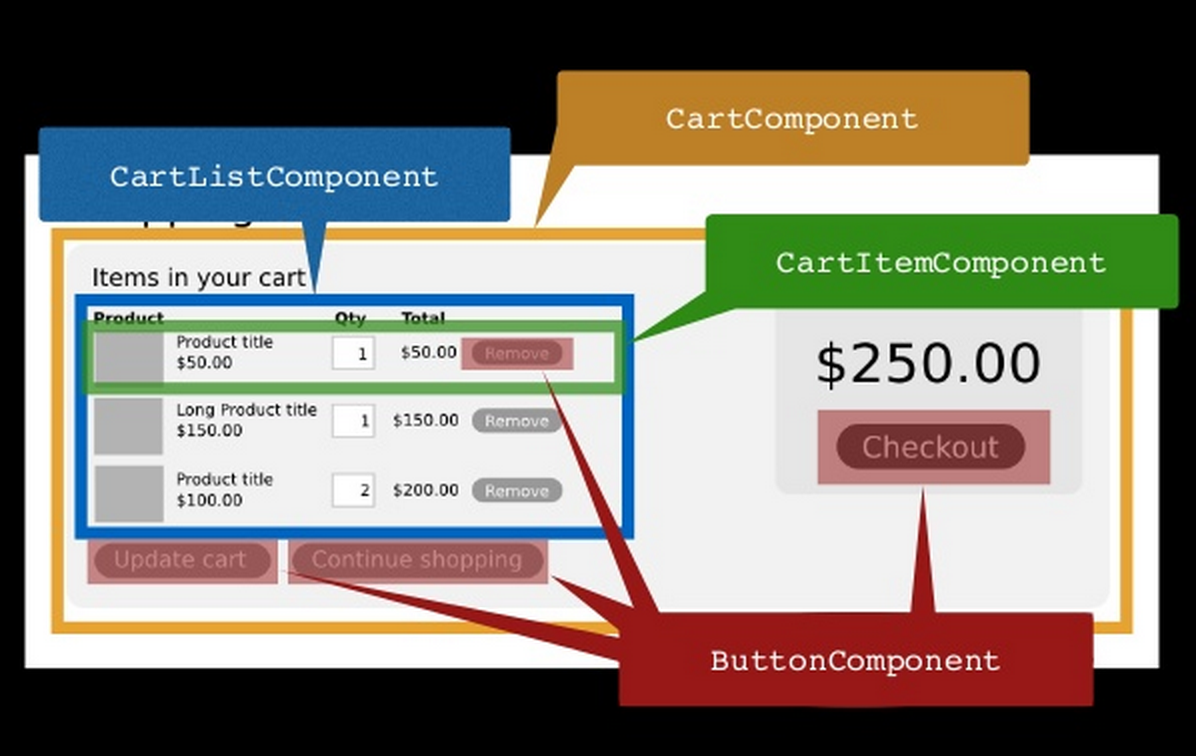 CartComponent
CartListComponent
CartItemComponent
Items in your cart
Product Qty Total
Product title
$50.00
1 $50.00 Remove
Long Product title
$150.00
1 $150.00 Remove
Product title
$100.00
2 $200.00 Remove
$250.00
Checkout
Update cart Continue shopping
ButtonComponent